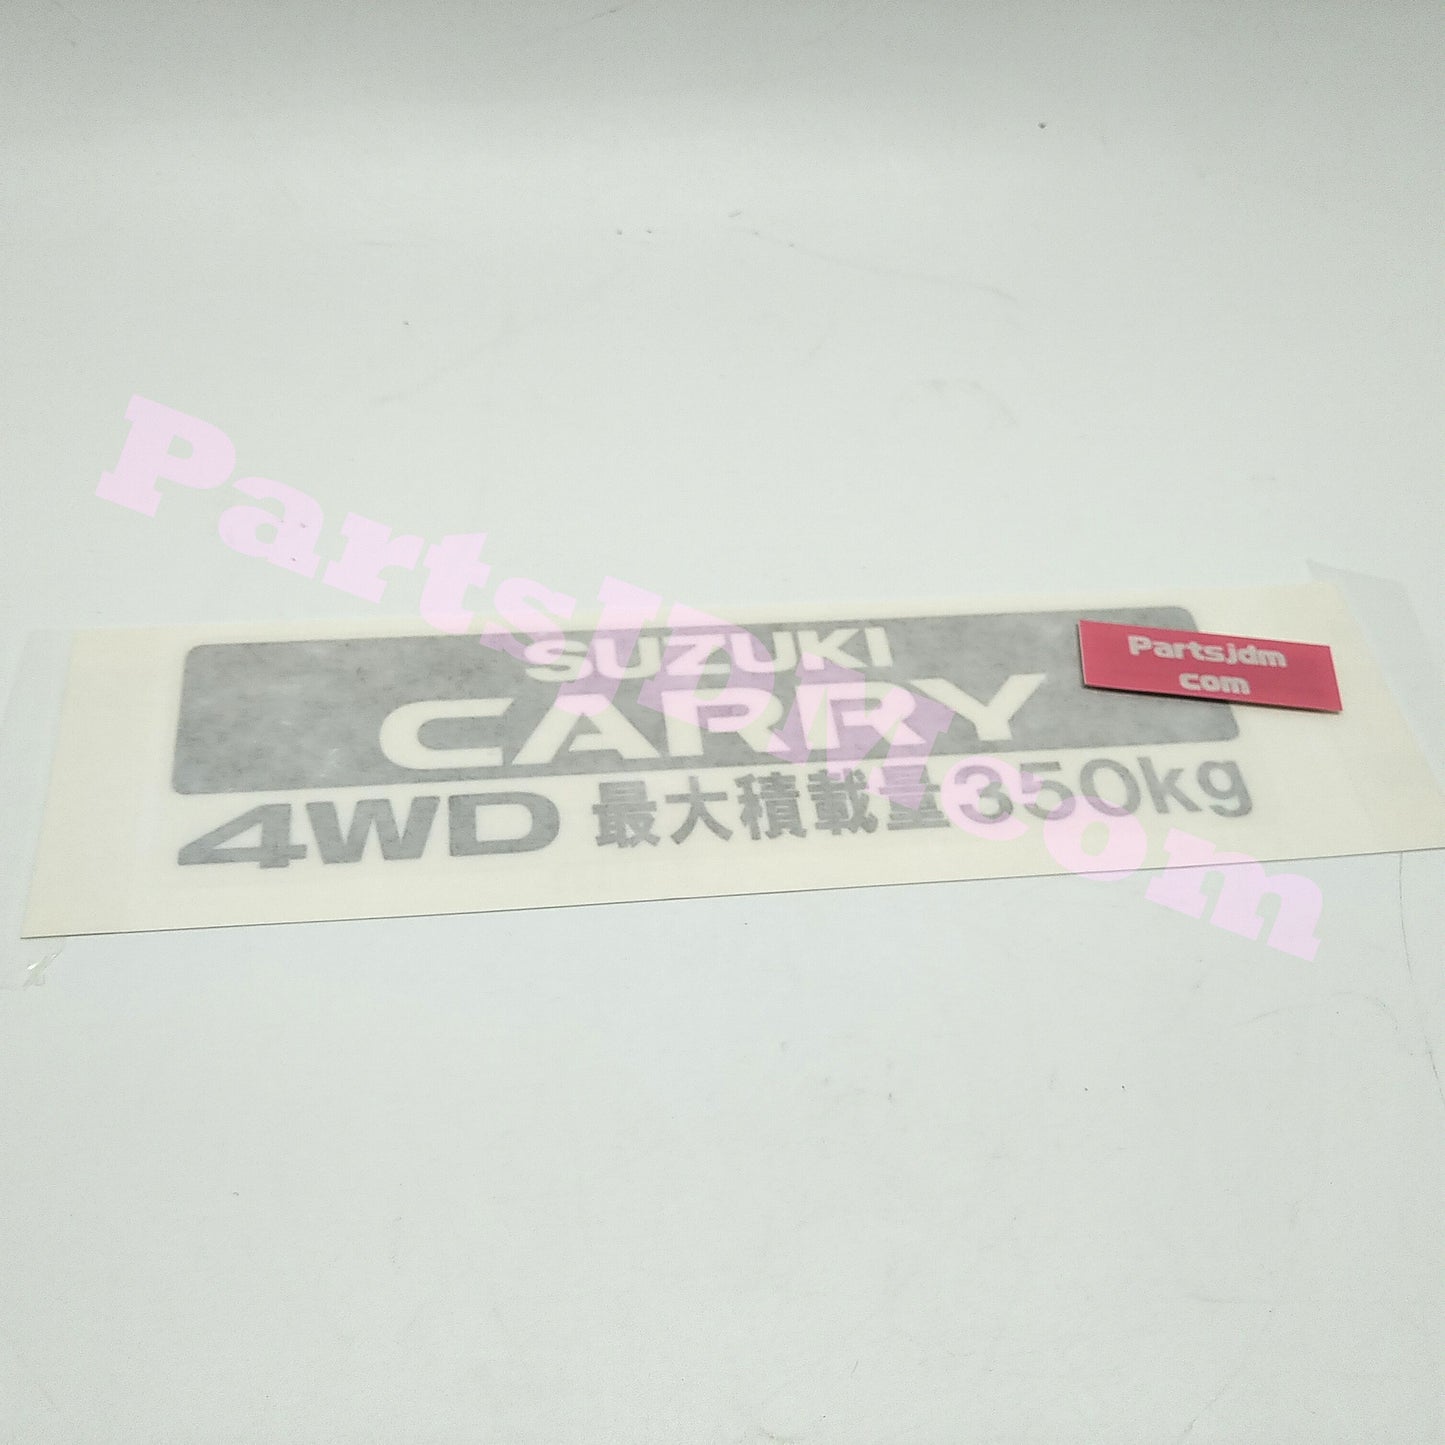 SUZUKI
CARRY
4WD 最大積載量350kg
Partsjdm
com
PartsJDM.com